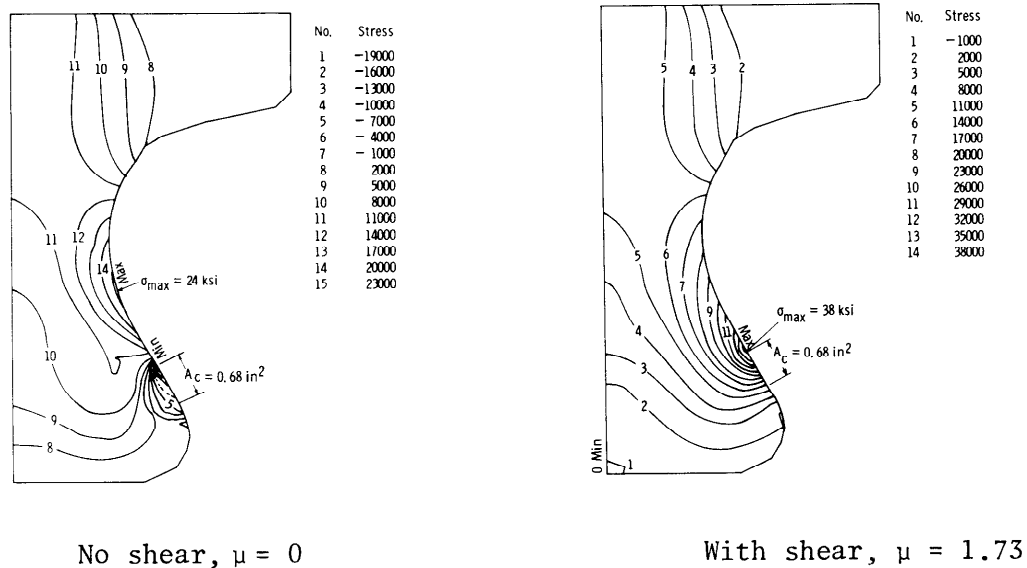 No. Stress
1 -19000
2 -16000
3 -13000
4 -10000
5 - 7000
6 - 4000
7 - 1000
8 2000
9 5000
10 8000
11 11000
12 14000
13 17000
14 20000
15 23000
11 10 9 8
11 12
14
Max
σmax = 24 ksi
Min
10
Ac = 0.68 in²
5
9
8
No shear, μ = 0
No. Stress
1 -1000
2 2000
3 5000
4 8000
5 11000
6 14000
7 17000
8 20000
9 23000
10 26000
11 29000
12 32000
13 35000
14 38000
5 4 3 2
5 6
7
9
11
Max
σmax = 38 ksi
4
Ac = 0.68 in²
3
2
0 Min
1
With shear, μ = 1.73